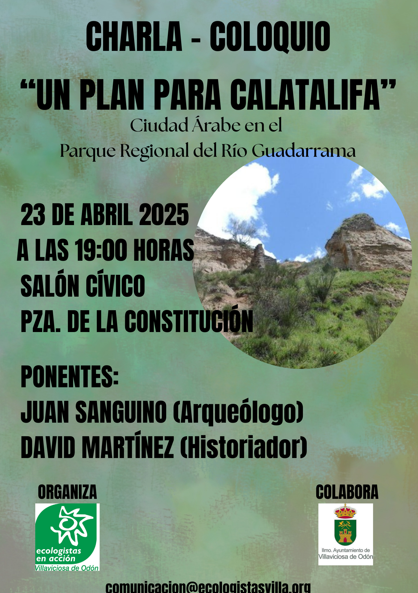 CHARLA - COLOQUIO
“UN PLAN PARA CALATALIFA”
Ciudad Árabe en el
Parque Regional del Río Guadarrama
23 DE ABRIL 2025
A LAS 19:00 HORAS
SALÓN CÍVICO
PZA. DE LA CONSTITUCIÓN
PONENTES:
JUAN SANGUINO (Arqueólogo)
DAVID MARTÍNEZ (Historiador)
ORGANIZA
ecologistas
en acción
Villaviciosa de Odón
COLABORA
Ilmo. Ayuntamiento de
Villaviciosa de Odón
comunicacion@ecologistasvilla.org